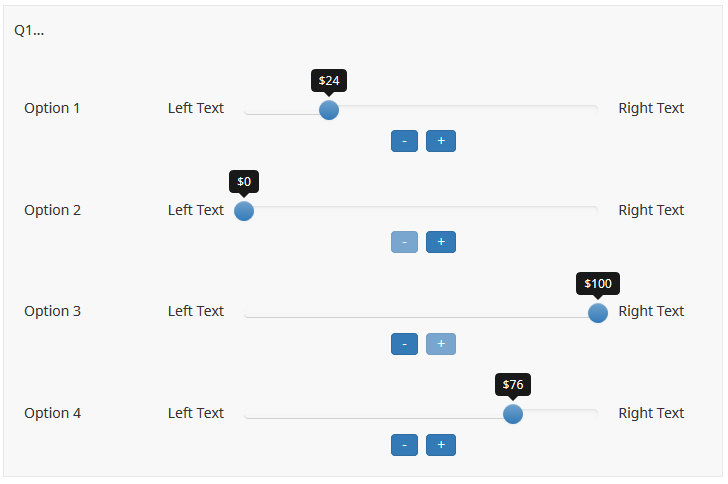 Q1...
$24
Option 1 Left Text Right Text
- +
$0
Option 2 Left Text Right Text
- +
$100
Option 3 Left Text Right Text
- +
$76
Option 4 Left Text Right Text
- +